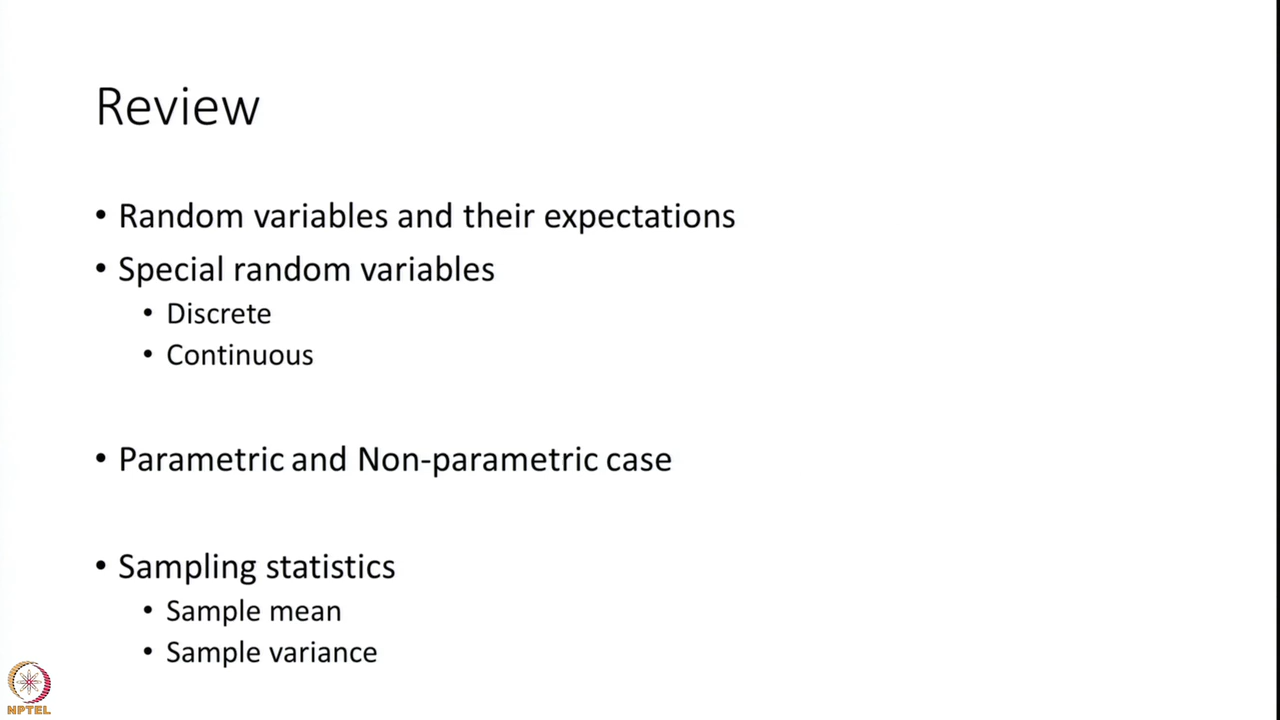 Review
• Random variables and their expectations
• Special random variables
• Discrete
• Continuous
• Parametric and Non-parametric case
• Sampling statistics
• Sample mean
• Sample variance
NPTEL